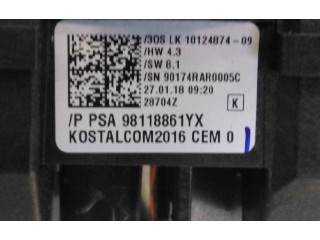 /3OS LK 10124874-09
/HW 4.3
/SW 8.1
/SN 90174RAR0005C
27.01.18 09:20
28704Z
K
/P PSA 98118861YX
KOSTALCOM2016 CEM 0